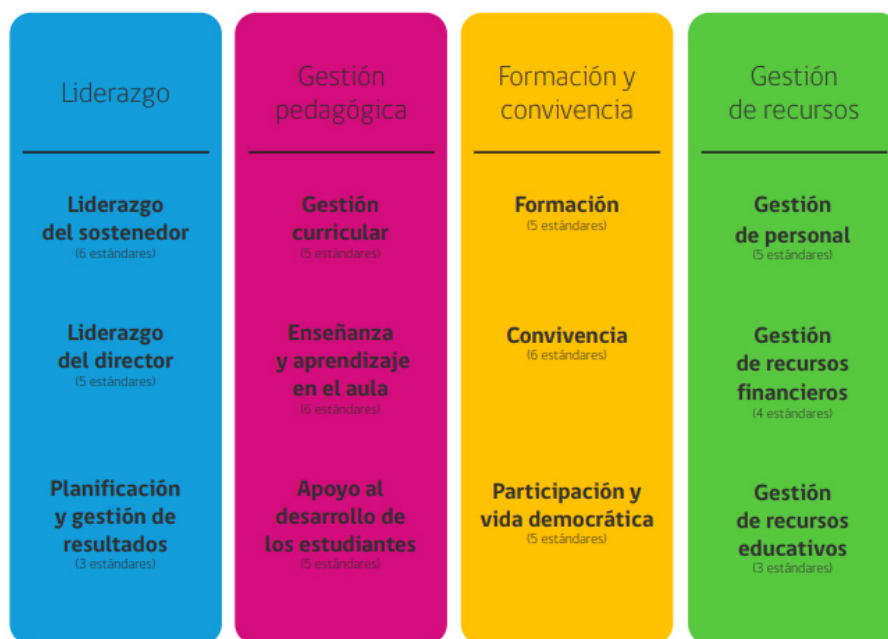 Liderazgo
Liderazgo
del sostenedor
(6 estándares)
Liderazgo
del director
(5 estándares)
Planificación
y gestión de
resultados
(3 estándares)
Gestión
pedagógica
Gestión
curricular
(5 estándares)
Enseñanza
y aprendizaje
en el aula
(6 estándares)
Apoyo al
desarrollo de
los estudiantes
(5 estándares)
Formación y
convivencia
Formación
(5 estándares)
Convivencia
(6 estándares)
Participación y
vida democrática
(5 estándares)
Gestión
de recursos
Gestión
de personal
(5 estándares)
Gestión
de recursos
financieros
(4 estándares)
Gestión
de recursos
educativos
(3 estándares)